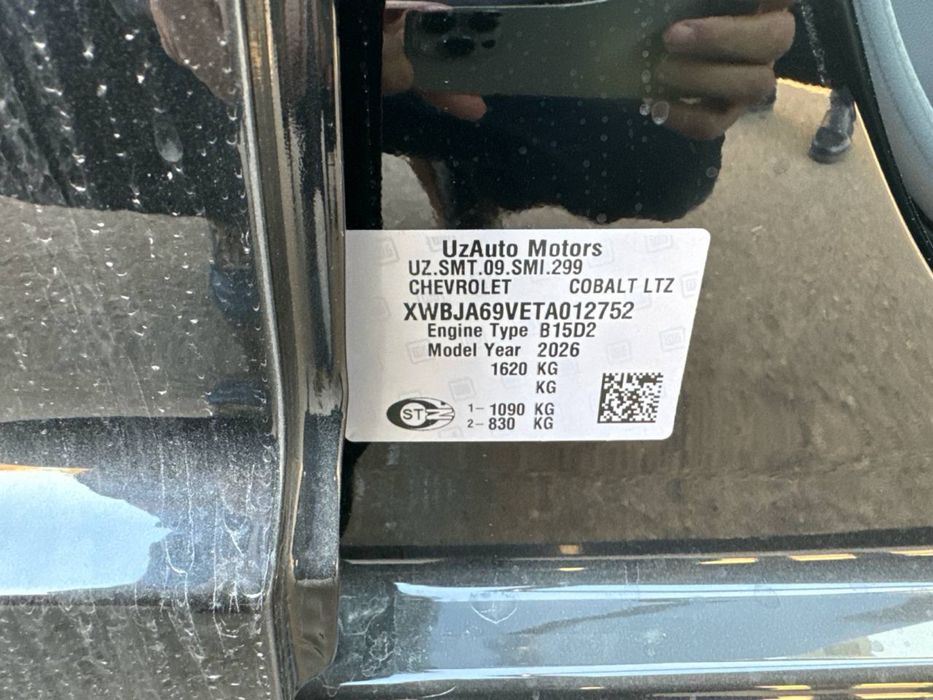 UzAuto Motors
UZ.SMT.09.SMI.299
CHEVROLET COBALT LTZ
XWBJA69VETA012752
Engine Type B15D2
Model Year 2026
1620 KG
KG
1- 1090 KG
2- 830 KG